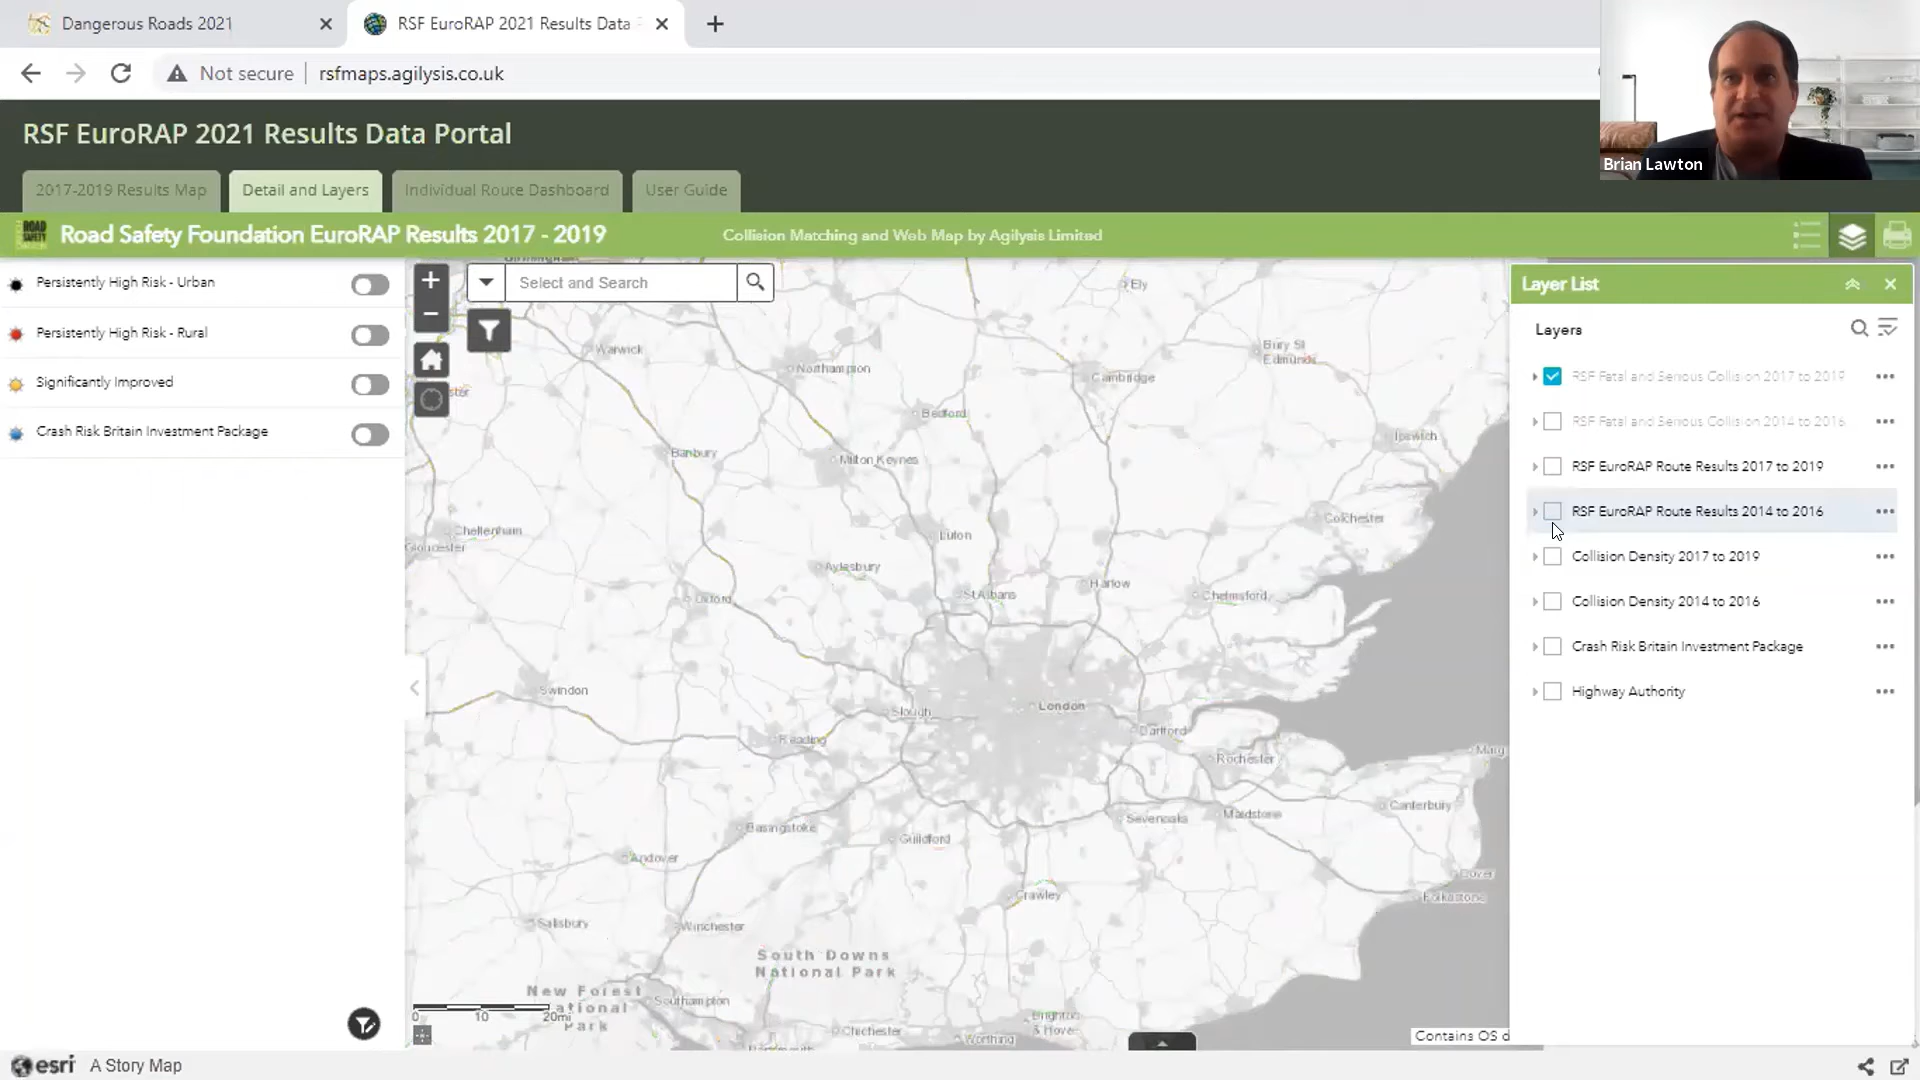 Dangerous Roads 2021
RSF EuroRAP 2021 Results Data
Not secure
rsfmaps.agilysis.co.uk
RSF EuroRAP 2021 Results Data Portal
Brian Lawton
2017-2019 Results Map
Detail and Layers
Individual Route Dashboard
User Guide
ROAD SAFETY
Road Safety Foundation EuroRAP Results 2017 - 2019
Collision Matching and Web Map by Agilysis Limited
Persistently High Risk - Urban
Persistently High Risk - Rural
Significantly Improved
Crash Risk Britain Investment Package
+
−
Select and Search
Ely
Warwick
Bury St
Edmunds
Northampton
Cambridge
ster
Bedford
Ipswich
Banbury
Milton Keynes
Colchester
Cheltenham
Gloucester
Luton
Aylesbury
Harlow
St Albans
Chelmsford
Oxford
Swindon
London
Slough
Dartford
Reading
Marg
Rochester
Canterbury
Basingstoke
Sevenoaks
Maidstone
Guildford
Andover
Dover
Folkestone
Crawley
Salisbury
Winchester
South Downs
National Park
New Forest
ational
Park
Southampton
Brighton
& Hove
Chichester
Worthing
Portsmouth
0
10
20mi
Contains OS d
Layer List
Layers
RSF Fatal and Serious Collision 2017 to 2019
RSF Fatal and Serious Collision 2014 to 2016
RSF EuroRAP Route Results 2017 to 2019
RSF EuroRAP Route Results 2014 to 2016
Collision Density 2017 to 2019
Collision Density 2014 to 2016
Crash Risk Britain Investment Package
Highway Authority
esri
A Story Map